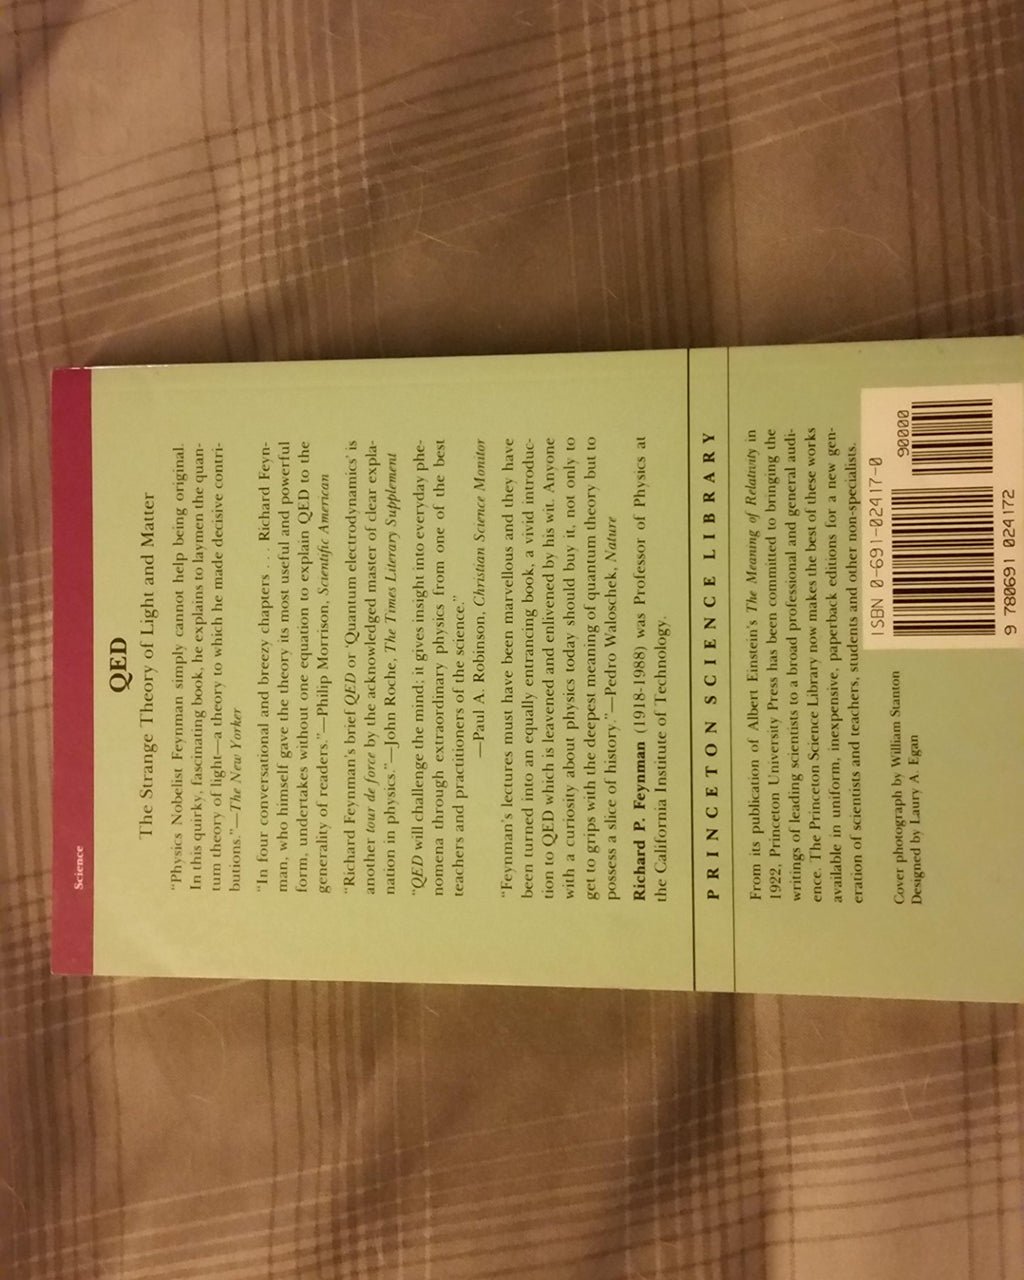 Science
QED
The Strange Theory of Light and Matter
“Physics Nobelist Feynman simply cannot help being original.
In this quirky, fascinating book, he explains to laymen the quan-
tum theory of light—a theory to which he made decisive contri-
butions.”—The New Yorker
“In four conversational and breezy chapters . . . Richard Feyn-
man, who himself gave the theory its most useful and powerful
form, undertakes without one equation to explain QED to the
generality of readers.”—Philip Morrison, Scientific American
“Richard Feynman's brief QED or ‘Quantum electrodynamics’ is
another tour de force by the acknowledged master of clear expla-
nation in physics.”—John Roche, The Times Literary Supplement
“QED will challenge the mind; it gives insight into everyday phe-
nomena through extraordinary physics from one of the best
teachers and practitioners of the science.”
—Paul A. Robinson, Christian Science Monitor
“Feynman's lectures must have been marvellous and they have
been turned into an equally entrancing book, a vivid introduc-
tion to QED which is leavened and enlivened by his wit. Anyone
with a curiosity about physics today should buy it, not only to
get to grips with the deepest meaning of quantum theory but to
possess a slice of history.”—Pedro Waloschek, Nature
Richard P. Feynman (1918-1988) was Professor of Physics at
the California Institute of Technology.
PRINCETON SCIENCE LIBRARY
From its publication of Albert Einstein's The Meaning of Relativity in
1922, Princeton University Press has been committed to bringing the
writings of leading scientists to a broad professional and general audi-
ence. The Princeton Science Library now makes the best of these works
available in uniform, inexpensive, paperback editions for a new gen-
eration of scientists and teachers, students and other non-specialists.
Cover photograph by William Stanton
Designed by Laury A. Egan
ISBN 0-691-02417-0
90000
9 780691 024172